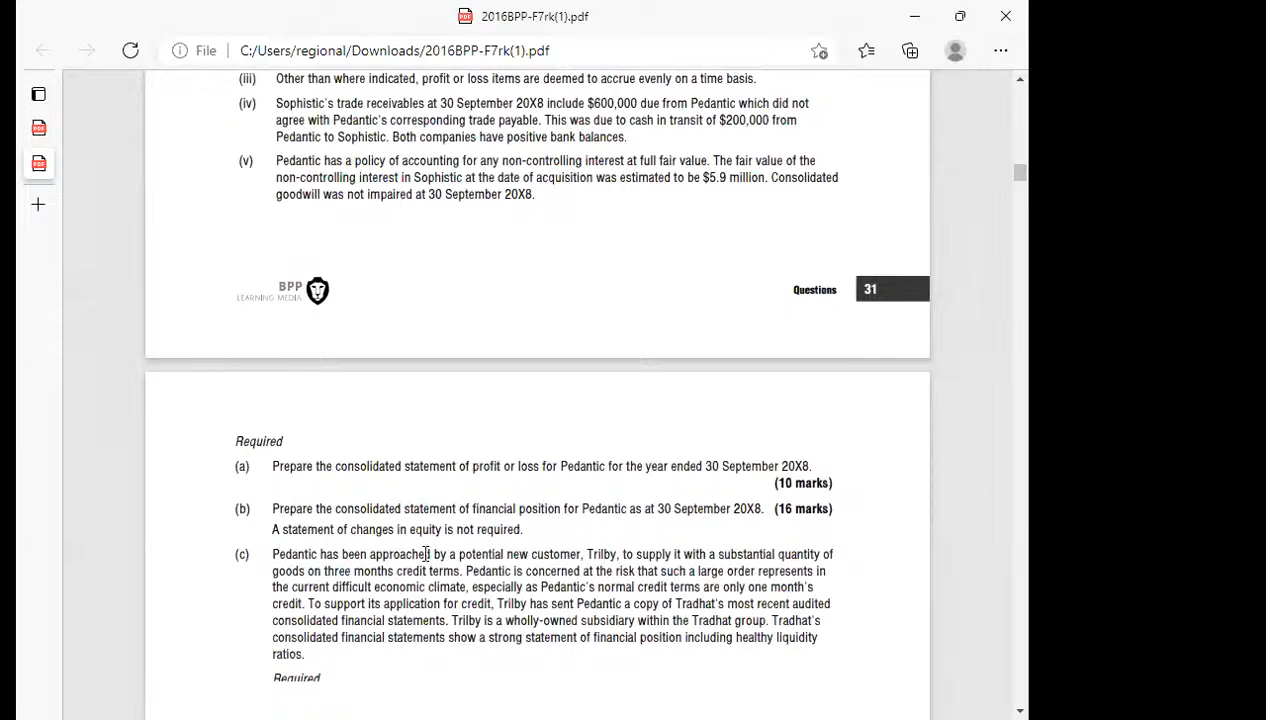 2016BPP-F7rk(1).pdf
File C:/Users/regional/Downloads/2016BPP-F7rk(1).pdf
(iii) Other than where indicated, profit or loss items are deemed to accrue evenly on a time basis.
(iv) Sophistic's trade receivables at 30 September 20X8 include $600,000 due from Pedantic which did not
agree with Pedantic's corresponding trade payable. This was due to cash in transit of $200,000 from
Pedantic to Sophistic. Both companies have positive bank balances.
(v) Pedantic has a policy of accounting for any non-controlling interest at full fair value. The fair value of the
non-controlling interest in Sophistic at the date of acquisition was estimated to be $5.9 million. Consolidated
goodwill was not impaired at 30 September 20X8.
BPP
LEARNING MEDIA
Questions 31
Required
(a) Prepare the consolidated statement of profit or loss for Pedantic for the year ended 30 September 20X8.
(10 marks)
(b) Prepare the consolidated statement of financial position for Pedantic as at 30 September 20X8. (16 marks)
A statement of changes in equity is not required.
(c) Pedantic has been approached by a potential new customer, Trilby, to supply it with a substantial quantity of
goods on three months credit terms. Pedantic is concerned at the risk that such a large order represents in
the current difficult economic climate, especially as Pedantic's normal credit terms are only one month's
credit. To support its application for credit, Trilby has sent Pedantic a copy of Tradhat's most recent audited
consolidated financial statements. Trilby is a wholly-owned subsidiary within the Tradhat group. Tradhat's
consolidated financial statements show a strong statement of financial position including healthy liquidity
ratios.
Required